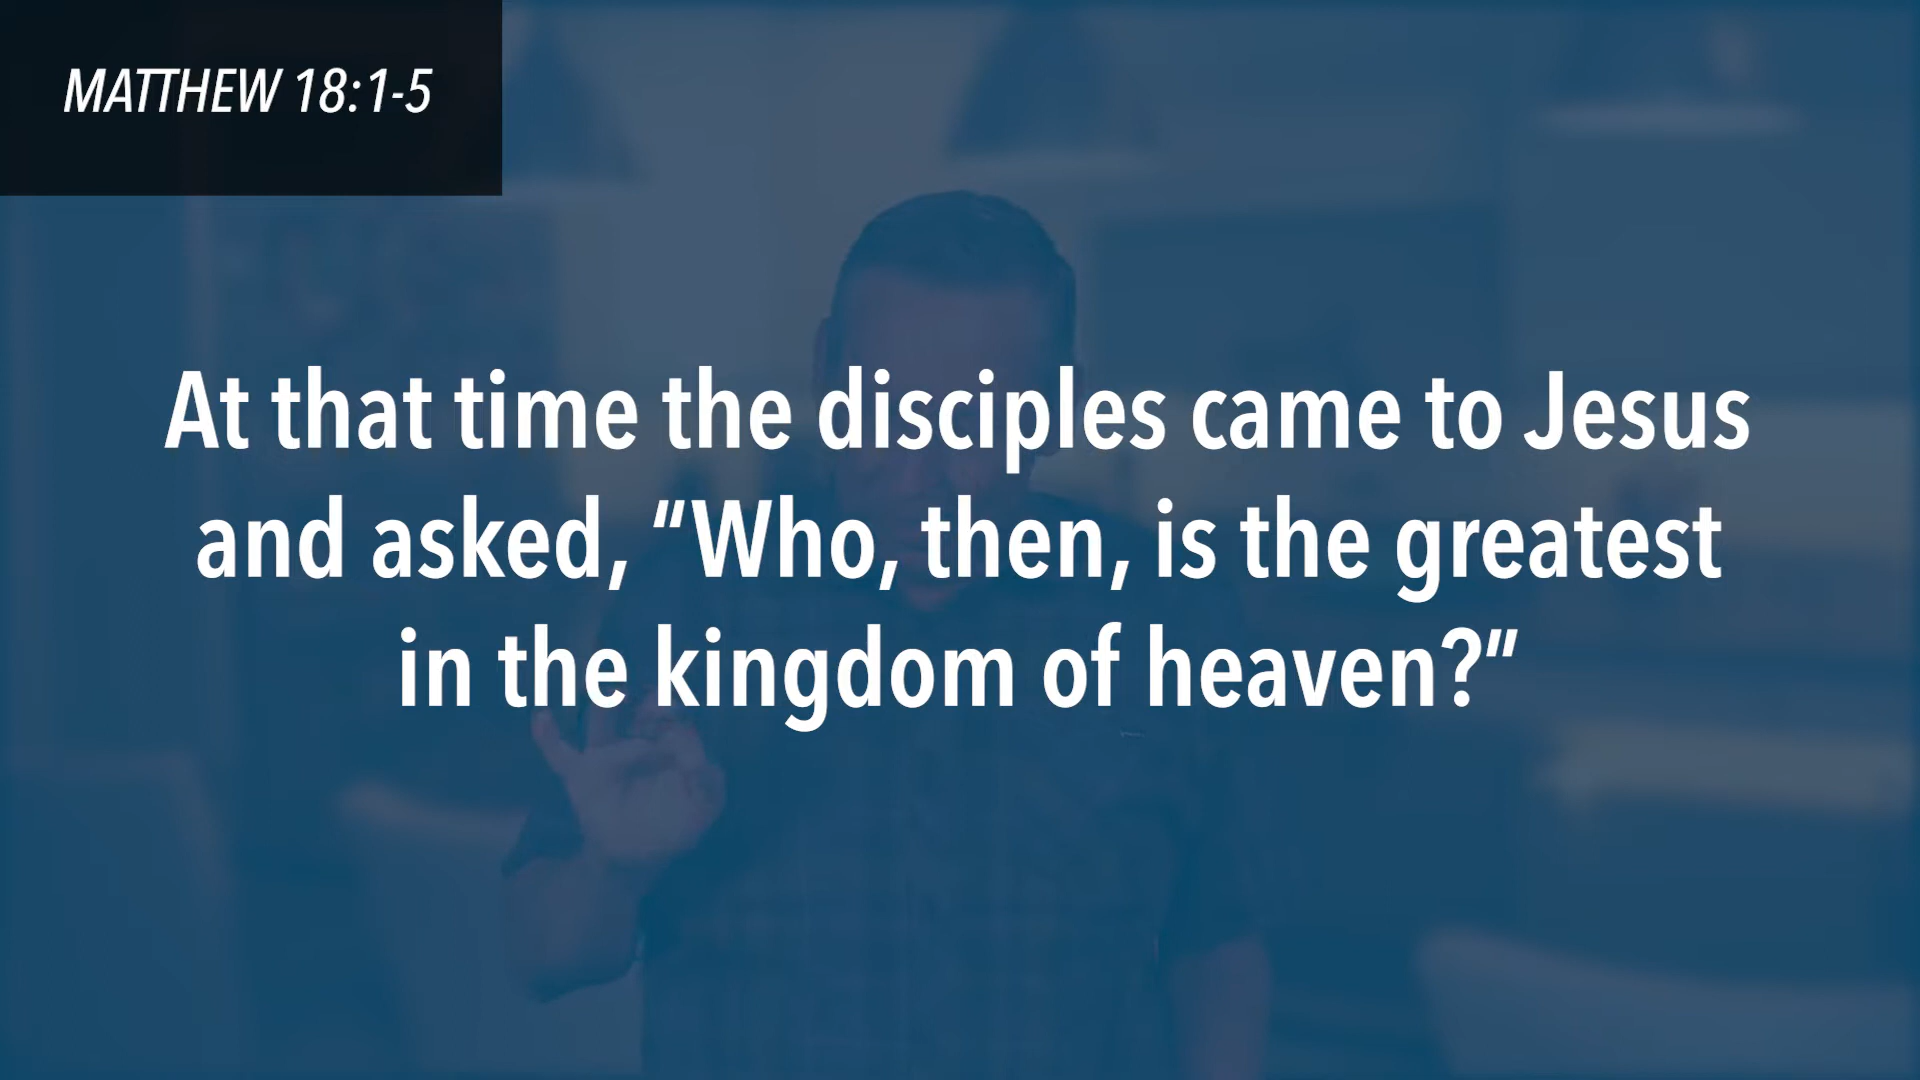 MATTHEW 18:1-5
At that time the disciples came to Jesus
and asked, “Who, then, is the greatest
in the kingdom of heaven?”